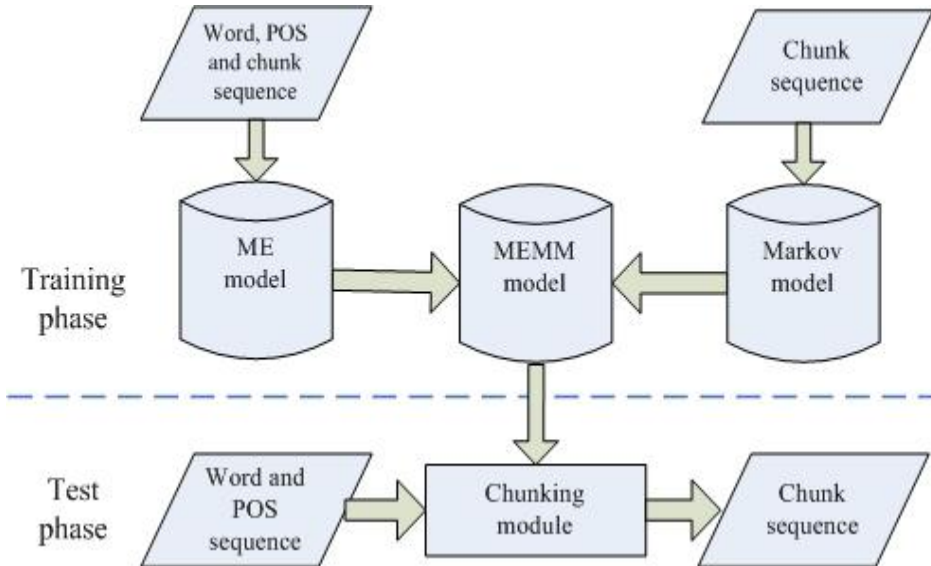 Word, POS
and chunk
sequence
Chunk
sequence
ME
model
MEMM
model
Markov
model
Training
phase
Test
phase
Word and
POS
sequence
Chunking
module
Chunk
sequence